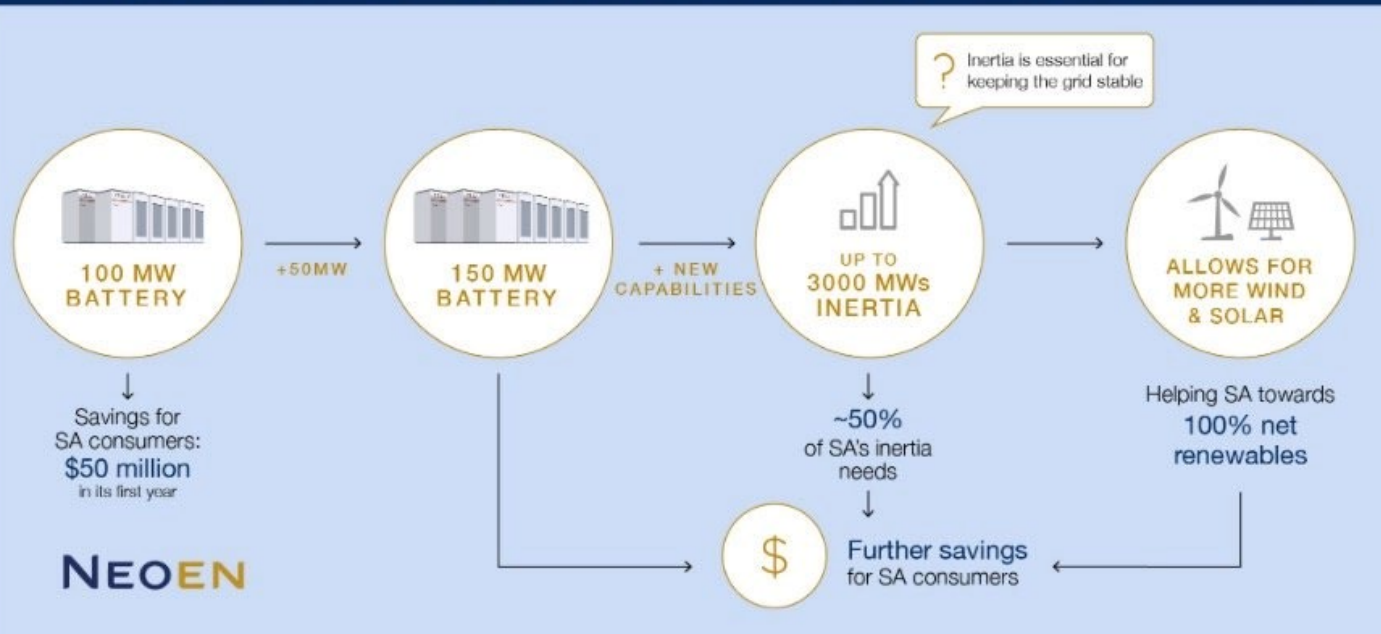 Inertia is essential for
keeping the grid stable
100 MW
BATTERY
+50MW
150 MW
BATTERY
+ NEW
CAPABILITIES
UP TO
3000 MWs
INERTIA
ALLOWS FOR
MORE WIND
& SOLAR
Savings for
SA consumers:
$50 million
in its first year
~50%
of SA's inertia
needs
Helping SA towards
100% net
renewables
$
Further savings
for SA consumers
NEOEN